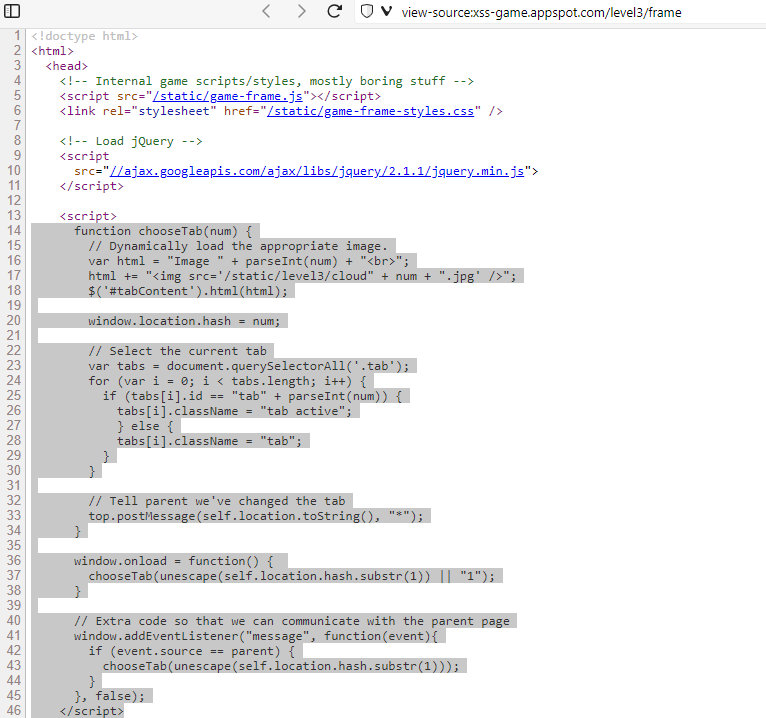 view-source:xss-game.appspot.com/level3/frame
1 <!doctype html>
2 <html>
3 <head>
4 <!-- Internal game scripts/styles, mostly boring stuff -->
5 <script src="/static/game-frame.js"></script>
6 <link rel="stylesheet" href="/static/game-frame-styles.css" />
7
8 <!-- Load jQuery -->
9 <script
10 src="//ajax.googleapis.com/ajax/libs/jquery/2.1.1/jquery.min.js">
11 </script>
12
13 <script>
14 function chooseTab(num) {
15 // Dynamically load the appropriate image.
16 var html = "Image " + parseInt(num) + "<br>";
17 html += "<img src='/static/level3/cloud" + num + ".jpg' />";
18 $('#tabContent').html(html);
19
20 window.location.hash = num;
21
22 // Select the current tab
23 var tabs = document.querySelectorAll('.tab');
24 for (var i = 0; i < tabs.length; i++) {
25 if (tabs[i].id == "tab" + parseInt(num)) {
26 tabs[i].className = "tab active";
27 } else {
28 tabs[i].className = "tab";
29 }
30 }
31
32 // Tell parent we've changed the tab
33 top.postMessage(self.location.toString(), "*");
34 }
35
36 window.onload = function() {
37 chooseTab(unescape(self.location.hash.substr(1)) || "1");
38 }
39
40 // Extra code so that we can communicate with the parent page
41 window.addEventListener("message", function(event){
42 if (event.source == parent) {
43 chooseTab(unescape(self.location.hash.substr(1)));
44 }
45 }, false);
46 </script>